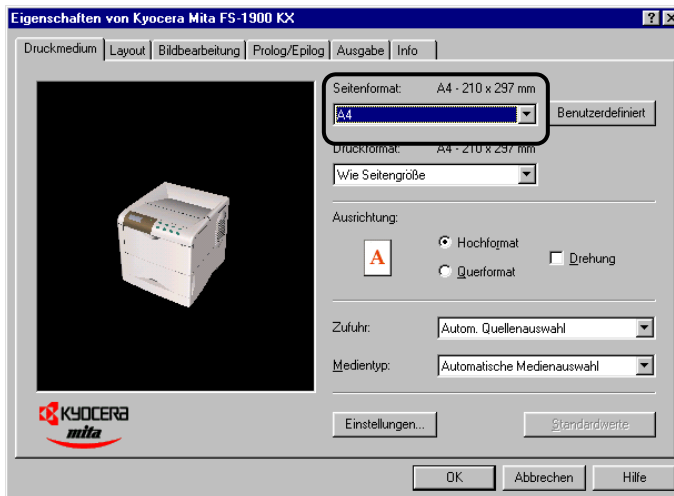 Eigenschaften von Kyocera Mita FS-1900 KX
Druckmedium Layout Bildbearbeitung Prolog/Epilog Ausgabe Info
Seitenformat: A4 - 210 x 297 mm
A4 Benutzerdefiniert
Druckformat: A4 - 210 x 297 mm
Wie Seitengröße
Ausrichtung:
A
Hochformat
Querformat
Drehung
Zufuhr: Autom. Quellenauswahl
Medientyp: Automatische Medienauswahl
KYOCERA
mita
Einstellungen... Standardwerte
OK Abbrechen Hilfe